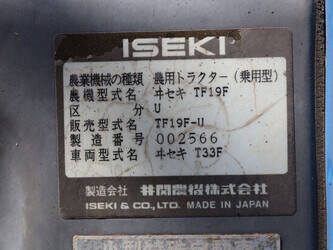 ISEKI
農業機械の種類 農用トラクター(乗用型)
農機型式名 ヰセキ TF19F
区分 U
販売型式名 TF19F-U
製造番号 002566
車両型式名 ヰセキ T33F
製造会社 井関農機株式会社
ISEKI & CO., LTD. MADE IN JAPAN